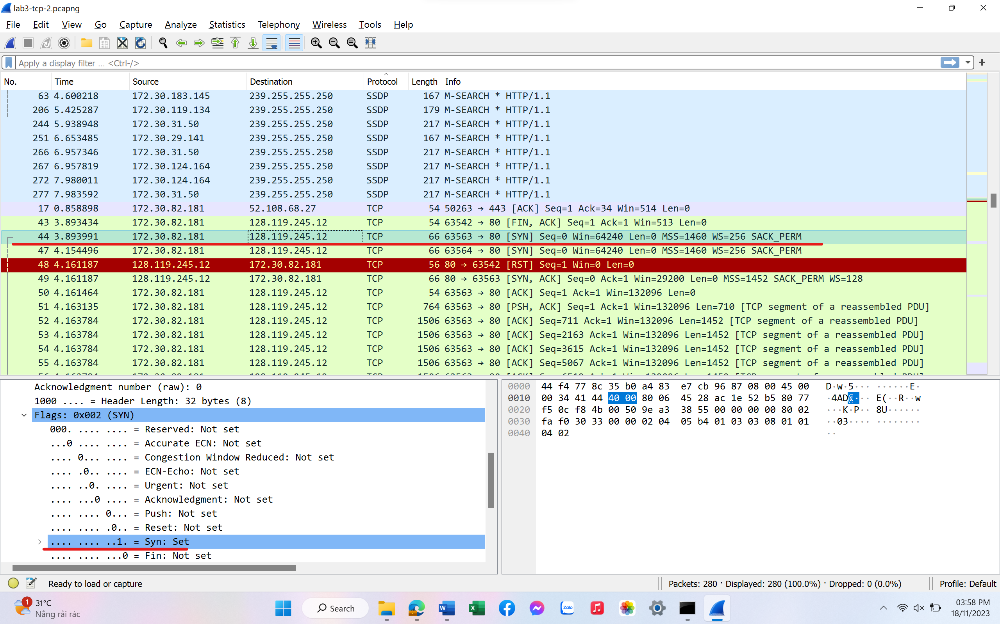 lab3-tcp-2.pcapng
File Edit View Go Capture Analyze Statistics Telephony Wireless Tools Help
Apply a display filter ... <Ctrl-/>
No. Time Source Destination Protocol Length Info
63 4.600218 172.30.183.145 239.255.255.250 SSDP 167 M-SEARCH * HTTP/1.1
206 5.425287 172.30.119.134 239.255.255.250 SSDP 179 M-SEARCH * HTTP/1.1
244 5.938948 172.30.31.50 239.255.255.250 SSDP 217 M-SEARCH * HTTP/1.1
251 6.653485 172.30.29.141 239.255.255.250 SSDP 167 M-SEARCH * HTTP/1.1
266 6.957346 172.30.31.50 239.255.255.250 SSDP 217 M-SEARCH * HTTP/1.1
267 6.957819 172.30.124.164 239.255.255.250 SSDP 217 M-SEARCH * HTTP/1.1
272 7.980011 172.30.124.164 239.255.255.250 SSDP 217 M-SEARCH * HTTP/1.1
277 7.983592 172.30.31.50 239.255.255.250 SSDP 217 M-SEARCH * HTTP/1.1
17 0.858898 172.30.82.181 52.108.68.27 TCP 54 50263 → 443 [ACK] Seq=1 Ack=34 Win=514 Len=0
43 3.893434 172.30.82.181 128.119.245.12 TCP 54 63542 → 80 [FIN, ACK] Seq=1 Ack=1 Win=513 Len=0
44 3.893991 172.30.82.181 128.119.245.12 TCP 66 63563 → 80 [SYN] Seq=0 Win=64240 Len=0 MSS=1460 WS=256 SACK_PERM
47 4.154496 172.30.82.181 128.119.245.12 TCP 66 63564 → 80 [SYN] Seq=0 Win=64240 Len=0 MSS=1460 WS=256 SACK_PERM
48 4.161187 128.119.245.12 172.30.82.181 TCP 56 80 → 63542 [RST] Seq=1 Win=0 Len=0
49 4.161187 128.119.245.12 172.30.82.181 TCP 66 80 → 63563 [SYN, ACK] Seq=0 Ack=1 Win=29200 Len=0 MSS=1452 SACK_PERM WS=128
50 4.161464 172.30.82.181 128.119.245.12 TCP 54 63563 → 80 [ACK] Seq=1 Ack=1 Win=132096 Len=0
51 4.163135 172.30.82.181 128.119.245.12 TCP 764 63563 → 80 [PSH, ACK] Seq=1 Ack=1 Win=132096 Len=710 [TCP segment of a reassembled PDU]
52 4.163784 172.30.82.181 128.119.245.12 TCP 1506 63563 → 80 [ACK] Seq=711 Ack=1 Win=132096 Len=1452 [TCP segment of a reassembled PDU]
53 4.163784 172.30.82.181 128.119.245.12 TCP 1506 63563 → 80 [ACK] Seq=2163 Ack=1 Win=132096 Len=1452 [TCP segment of a reassembled PDU]
54 4.163784 172.30.82.181 128.119.245.12 TCP 1506 63563 → 80 [ACK] Seq=3615 Ack=1 Win=132096 Len=1452 [TCP segment of a reassembled PDU]
55 4.163784 172.30.82.181 128.119.245.12 TCP 1506 63563 → 80 [ACK] Seq=5067 Ack=1 Win=132096 Len=1452 [TCP segment of a reassembled PDU]
Acknowledgment number (raw): 0
1000 .... = Header Length: 32 bytes (8)
Flags: 0x002 (SYN)
000. .... .... = Reserved: Not set
...0 .... .... = Accurate ECN: Not set
.... 0... .... = Congestion Window Reduced: Not set
.... .0.. .... = ECN-Echo: Not set
.... ..0. .... = Urgent: Not set
.... ...0 .... = Acknowledgment: Not set
.... .... 0... = Push: Not set
.... .... .0.. = Reset: Not set
.... .... ..1. = Syn: Set
.... .... ...0 = Fin: Not set
0000 44 f4 77 8c 35 b0 a4 83 e7 cb 96 87 08 00 45 00 D·w·5··· ······E·
0010 00 34 41 44 40 00 80 06 45 28 ac 1e 52 b5 80 77 ·4AD@··· E(··R··w
0020 f5 0c f8 4b 00 50 9e a3 38 55 00 00 00 00 80 02 ···K·P·· 8U······
0030 fa f0 30 33 00 00 02 04 05 b4 01 03 03 08 01 01 ··03···· ········
0040 04 02 ··
Ready to load or capture
Packets: 280 · Displayed: 280 (100.0%) · Dropped: 0 (0.0%)
Profile: Default
1
31°C
Nắng rải rác
Search
Zalo
03:58 PM
18/11/2023